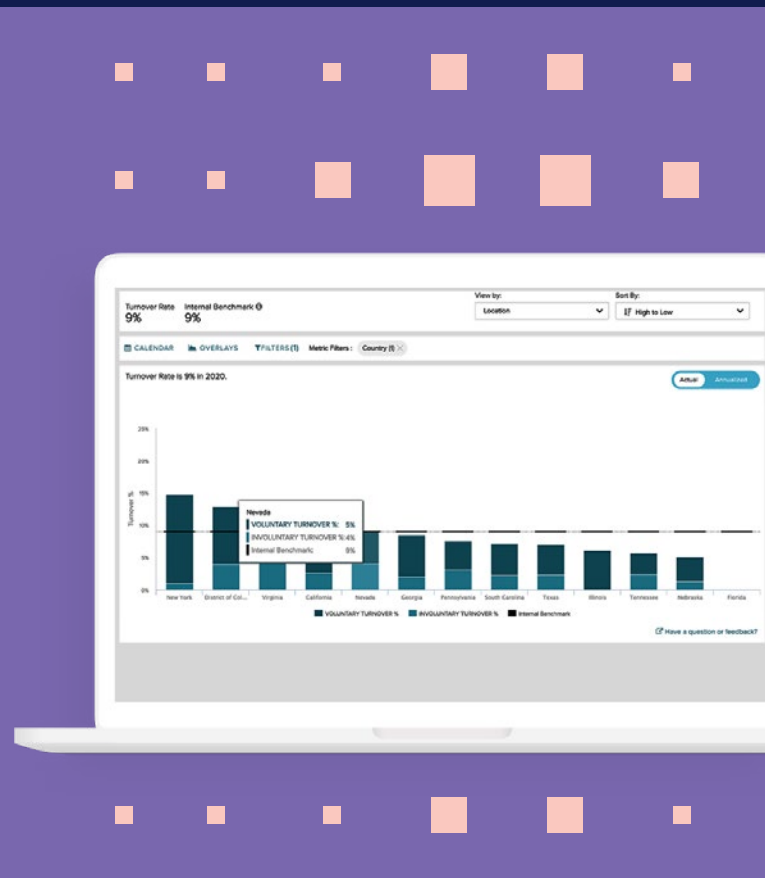 View by: Sort By:
Turnover Rate Internal Benchmark
9% 9% Location High to Low
CALENDAR OVERLAYS FILTERS(1) Metric Filters: Country (1) ×
Turnover Rate is 9% in 2020. Actual Annualized
25%
20%
15%
10%
5%
0%
Turnover %
Nevada
VOLUNTARY TURNOVER %: 5%
INVOLUNTARY TURNOVER %: 4%
Internal Benchmark: 9%
New York District of Col... Virginia California Nevada Georgia Pennsylvania South Carolina Texas Illinois Tennessee Nebraska Florida
VOLUNTARY TURNOVER % INVOLUNTARY TURNOVER % Internal Benchmark
Have a question or feedback?